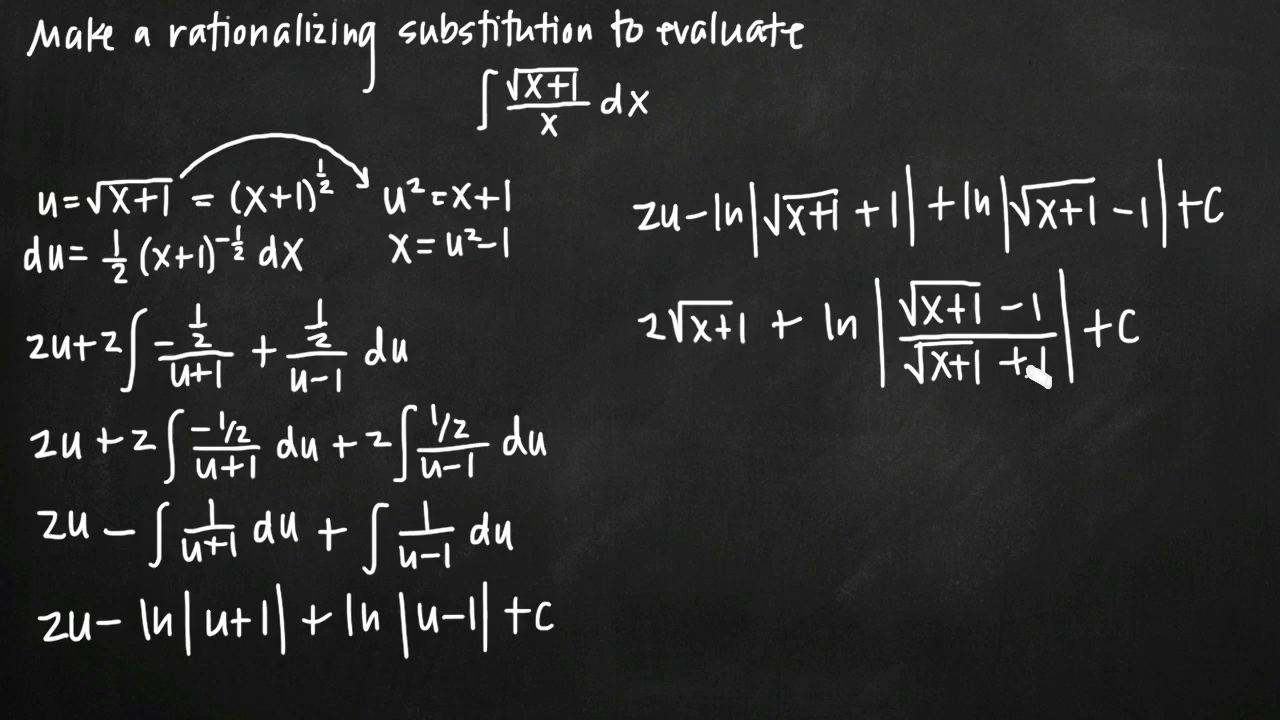 Make a rationalizing substitution to evaluate
∫ √(x+1)/x dx
u = √(x+1) = (x+1)^(1/2)   u² = x+1
du = 1/2 (x+1)^(-1/2) dx   x = u²-1
2u + 2∫ -(1/2)/(u+1) + (1/2)/(u-1) du
2u + 2∫ (-1/2)/(u+1) du + 2∫ (1/2)/(u-1) du
2u - ∫ 1/(u+1) du + ∫ 1/(u-1) du
2u - ln|u+1| + ln|u-1| + C
2u - ln|√(x+1) + 1| + ln|√(x+1) - 1| + C
2√(x+1) + ln|(√(x+1) - 1)/(√(x+1) + 1)| + C